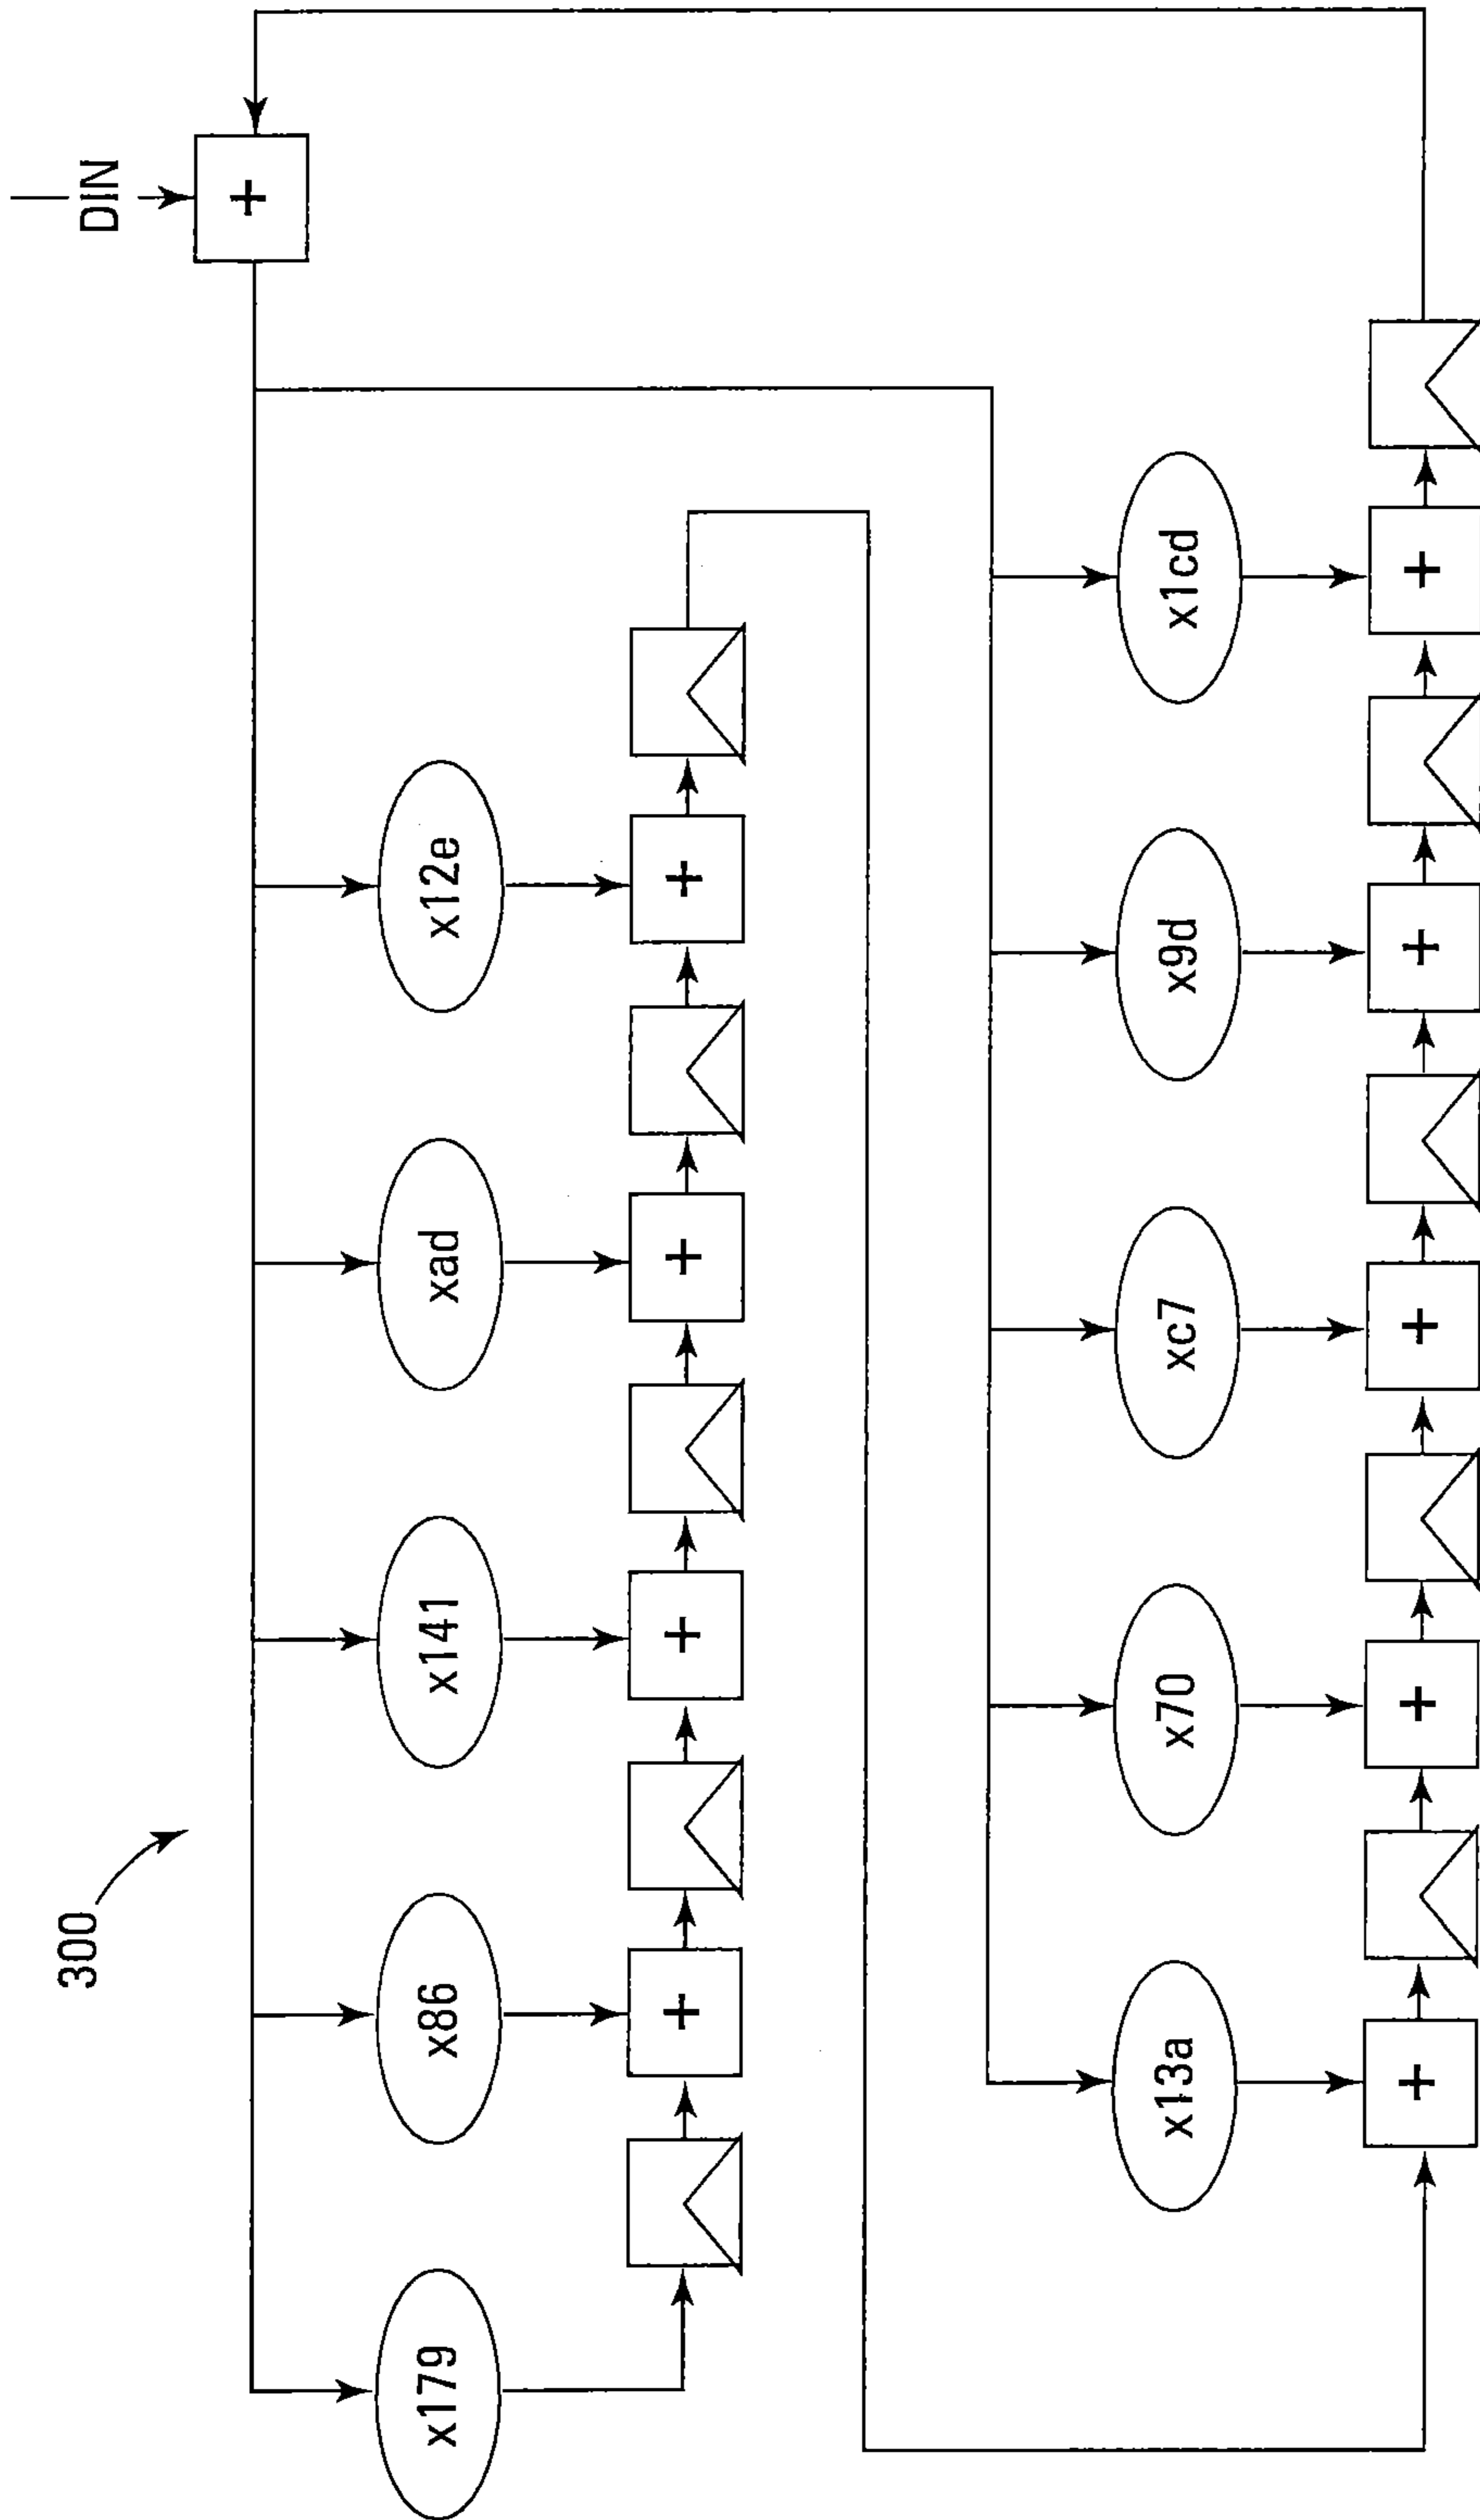 300
DIN
+
x179
x86
x141
xad
x12e
+
+
+
+
x13a
x70
xc7
x9d
x1cd
+
+
+
+
+